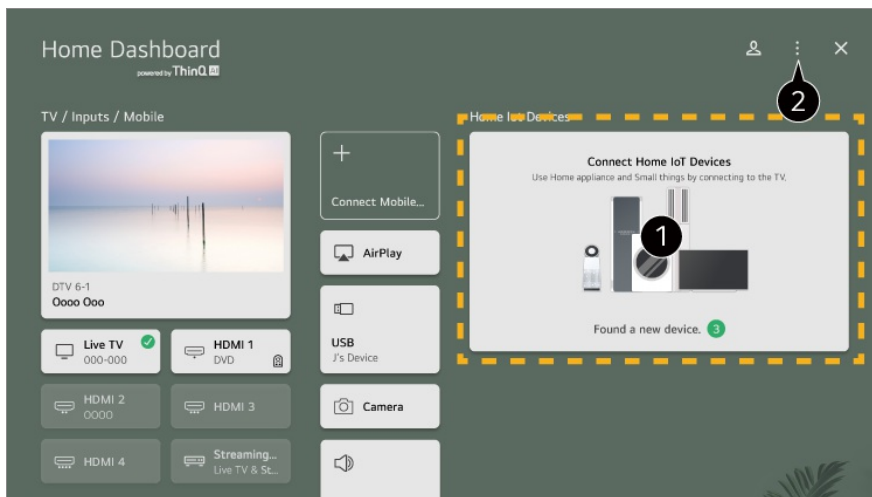 Home Dashboard
powered by ThinQ AI
2
TV / Inputs / Mobile
Home Iot Devices
DTV 6-1
Oooo Ooo
Live TV
000-000
HDMI 1
DVD
HDMI 2
0000
HDMI 3
HDMI 4
Streaming...
Live TV & St...
Connect Mobile...
AirPlay
USB
J's Device
Camera
Connect Home IoT Devices
Use Home appliance and Small things by connecting to the TV.
1
Found a new device. 3